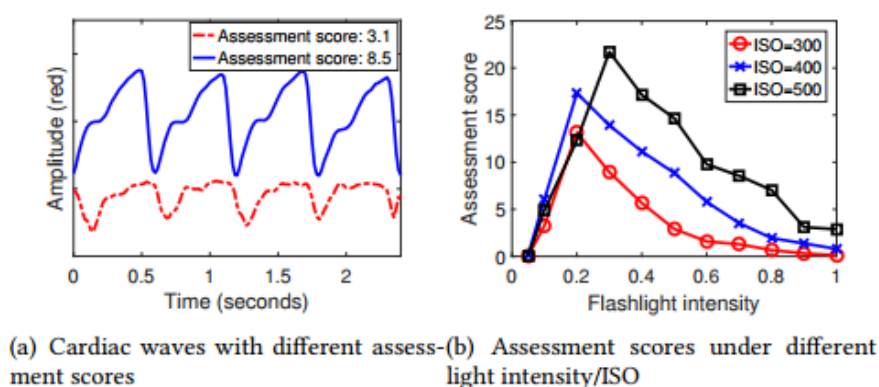 Assessment score: 3.1
Assessment score: 8.5
Amplitude (red)
0 0.5 1 1.5 2
Time (seconds)
ISO=300
ISO=400
ISO=500
Assessment score
25
20
15
10
5
0
0 0.2 0.4 0.6 0.8 1
Flashlight intensity
(a) Cardiac waves with different assess-
ment scores
(b) Assessment scores under different
light intensity/ISO